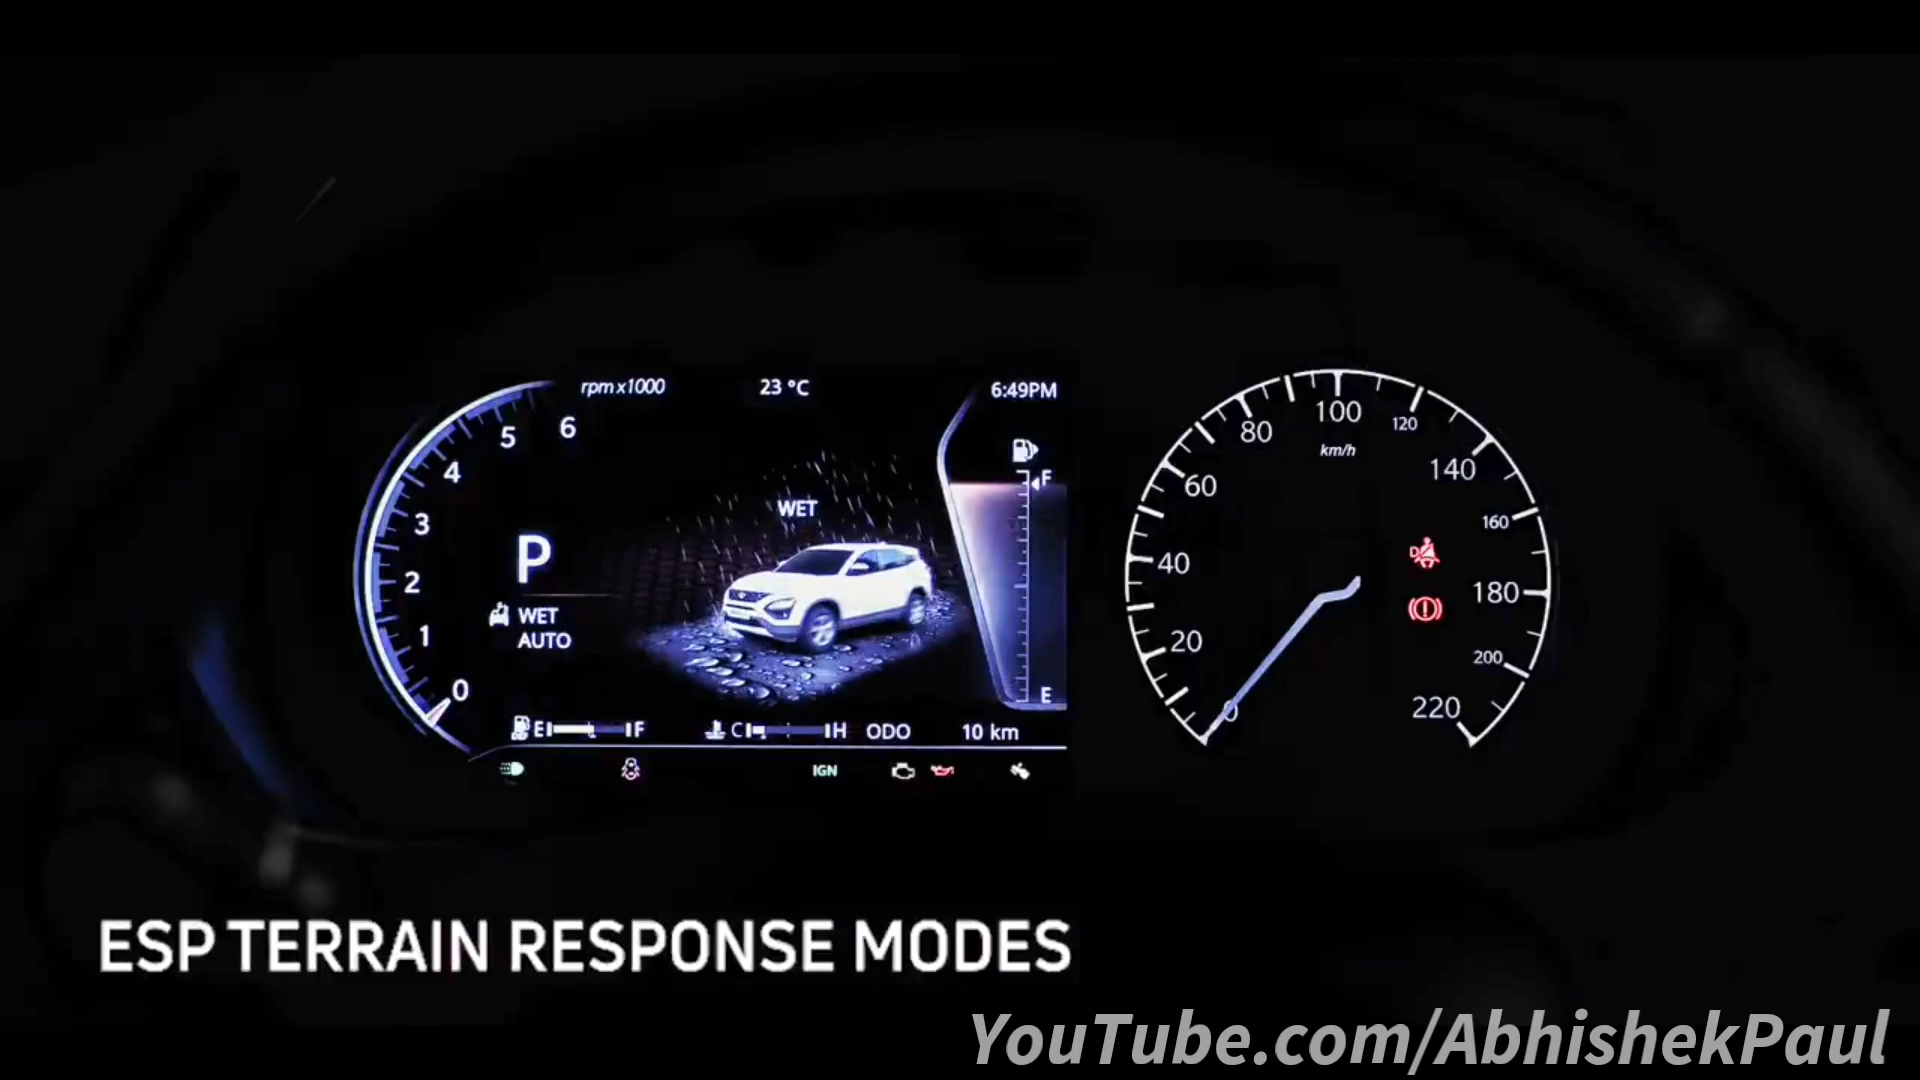 rpm x1000
23 °C
6:49PM
6
5
4
3
2
1
0
WET
P
WET
AUTO
F
E
E F
C H
ODO 10 km
IGN
0
20
40
60
80
100
120
140
160
180
200
220
km/h
ESP TERRAIN RESPONSE MODES
YouTube.com/AbhishekPaul